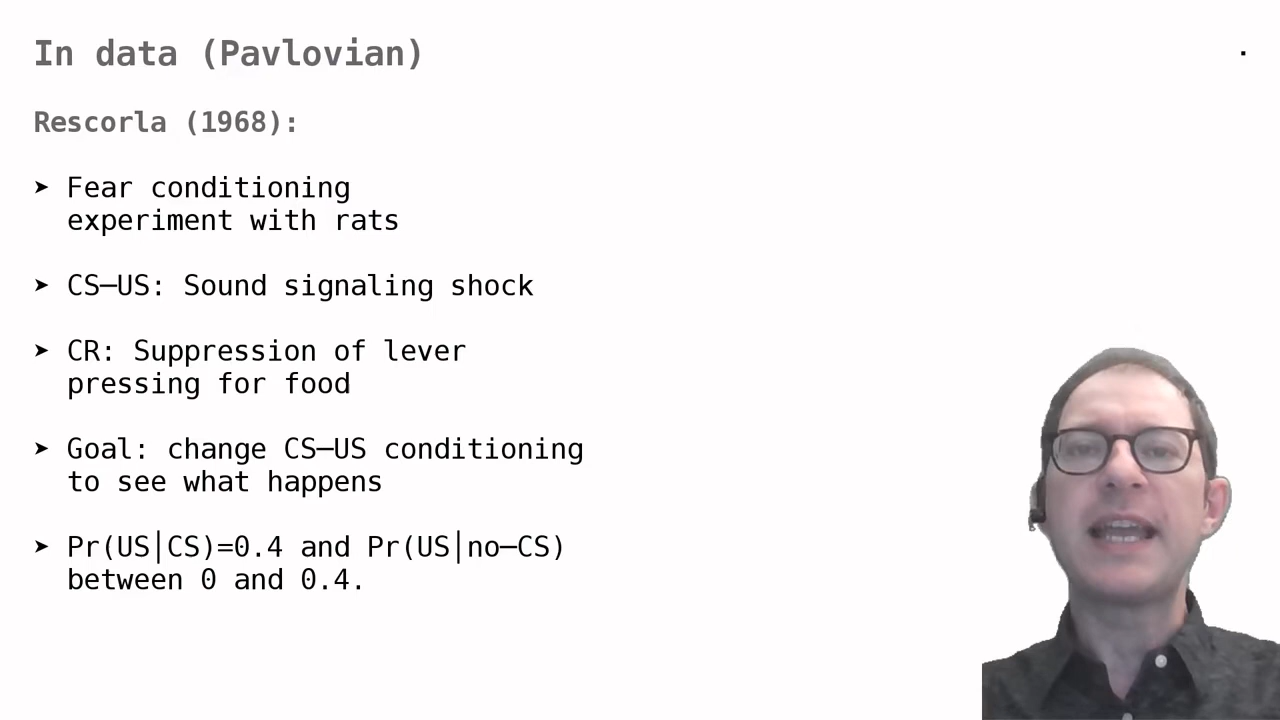 In data (Pavlovian)
Rescorla (1968):
➤ Fear conditioning
experiment with rats
➤ CS–US: Sound signaling shock
➤ CR: Suppression of lever
pressing for food
➤ Goal: change CS–US conditioning
to see what happens
➤ Pr(US|CS)=0.4 and Pr(US|no–CS)
between 0 and 0.4.